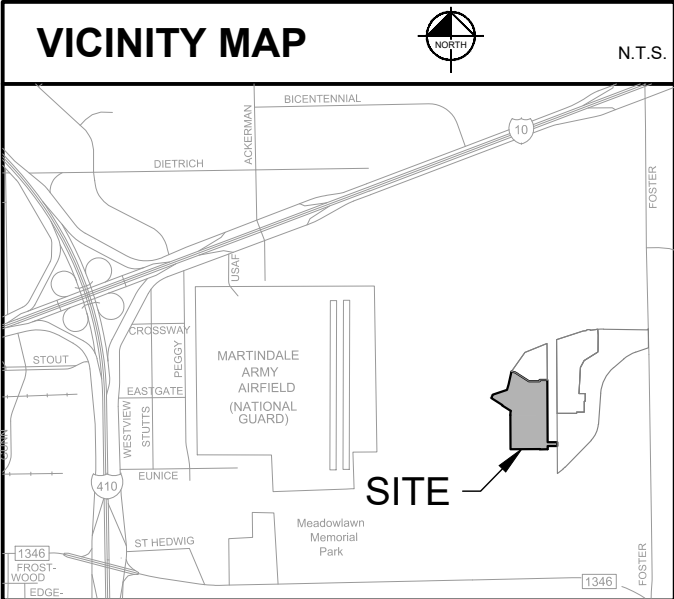 VICINITY MAP
NORTH
N.T.S.
BICENTENNIAL
ACKERMAN
10
DIETRICH
FOSTER
USAF
CROSSWAY
PEGGY
STOUT
MARTINDALE
ARMY
AIRFIELD
(NATIONAL
GUARD)
EASTGATE
WESTVIEW
STUTTS
EUNICE
410
SITE
Meadowlawn
Memorial
Park
ST HEDWIG
1346
FROST-
WOOD
EDGE-
1346
FOSTER